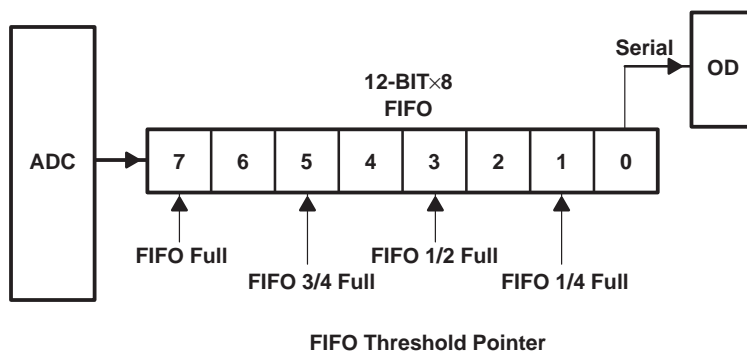 Serial
OD
12-BIT×8
FIFO
ADC
7 6 5 4 3 2 1 0
FIFO Full
FIFO 1/2 Full
FIFO 3/4 Full
FIFO 1/4 Full
FIFO Threshold Pointer